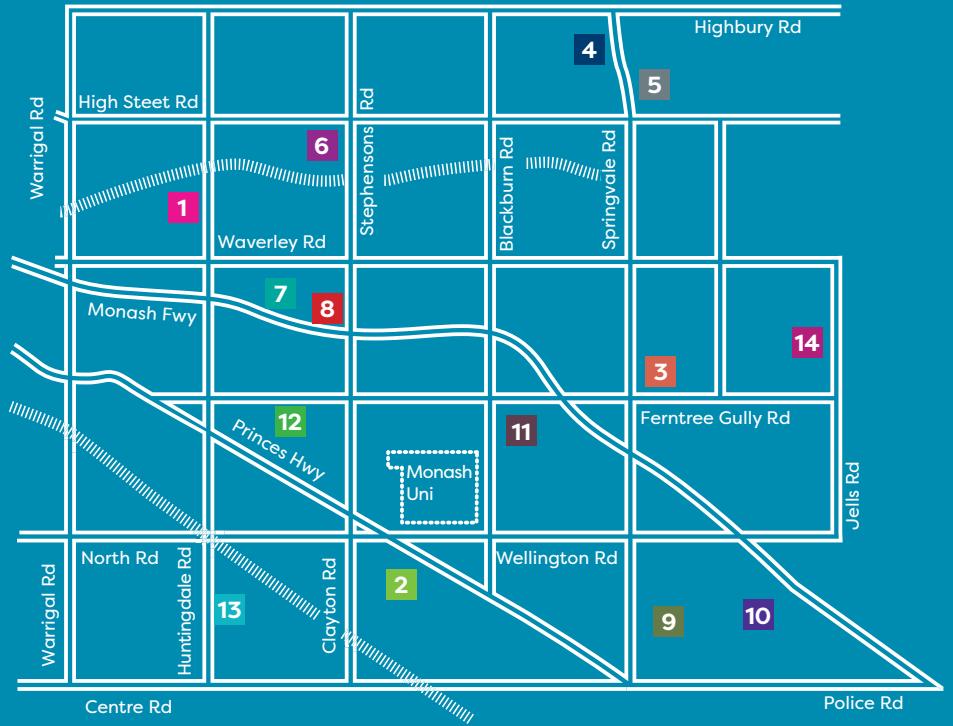 Highbury Rd
4
5
High Steet Rd
Warrigal Rd
Stephensons Rd
6
Blackburn Rd
Springvale Rd
1
Waverley Rd
7
8
Monash Fwy
14
3
12
11
Ferntree Gully Rd
Princes Hwy
Monash
Uni
Jells Rd
North Rd
Wellington Rd
Warrigal Rd
Huntingdale Rd
13
Clayton Rd
2
9
10
Centre Rd
Police Rd